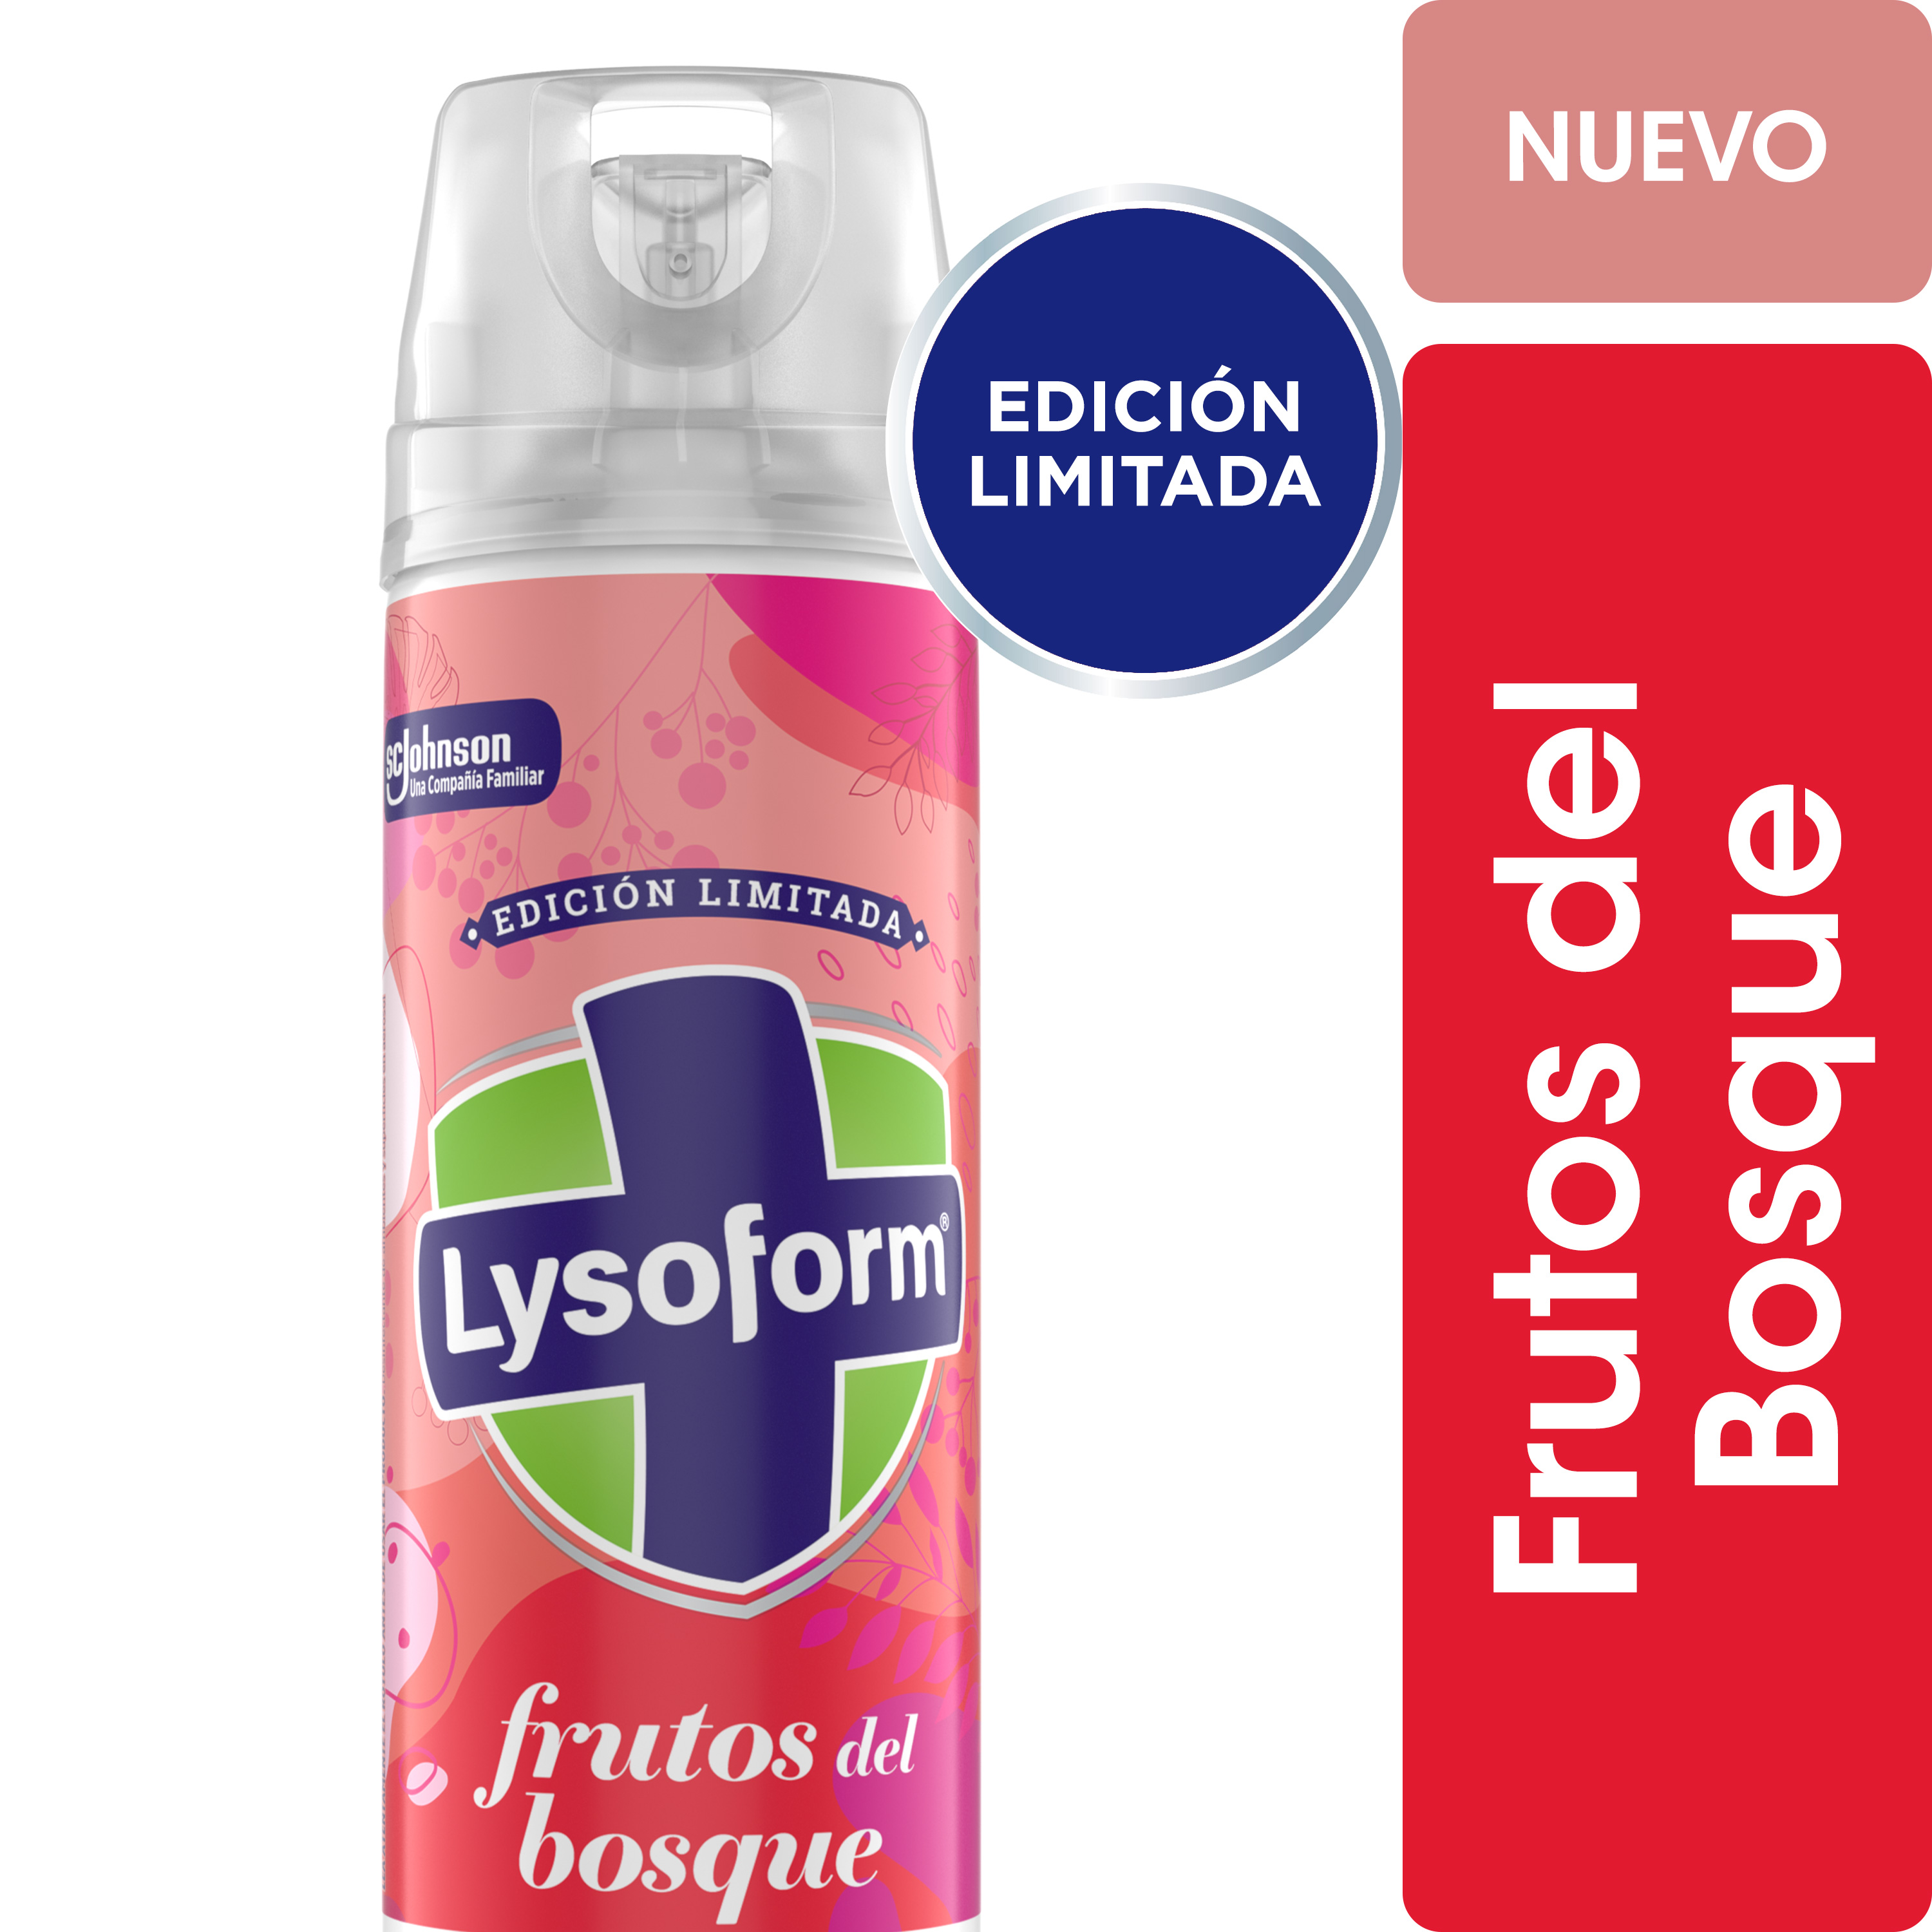 NUEVO
EDICIÓN
LIMITADA
Frutos del
Bosque
scJohnson
Una Compañía Familiar
EDICIÓN LIMITADA
Lysoform®
frutos del
bosque